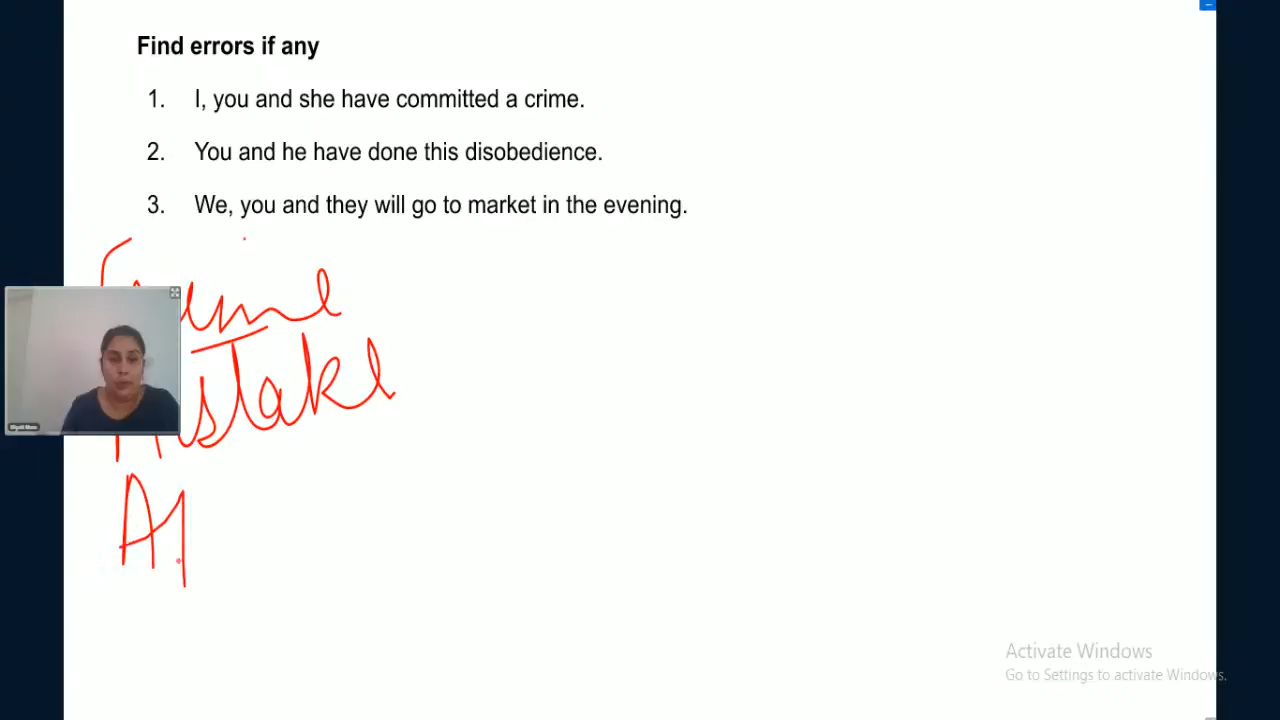 Find errors if any
1. I, you and she have committed a crime.
2. You and he have done this disobedience.
3. We, you and they will go to market in the evening.
Crime
Mistake
Ap
Activate Windows
Go to Settings to activate Windows.